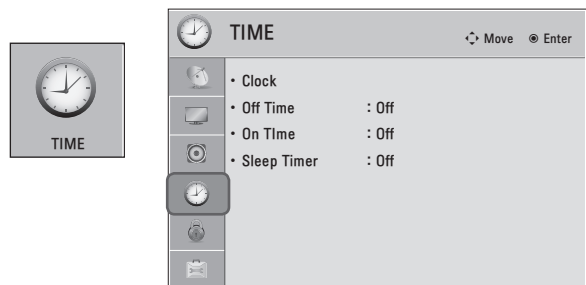 TIME
TIME
Move Enter
• Clock
• Off Time : Off
• On TIme : Off
• Sleep Timer : Off